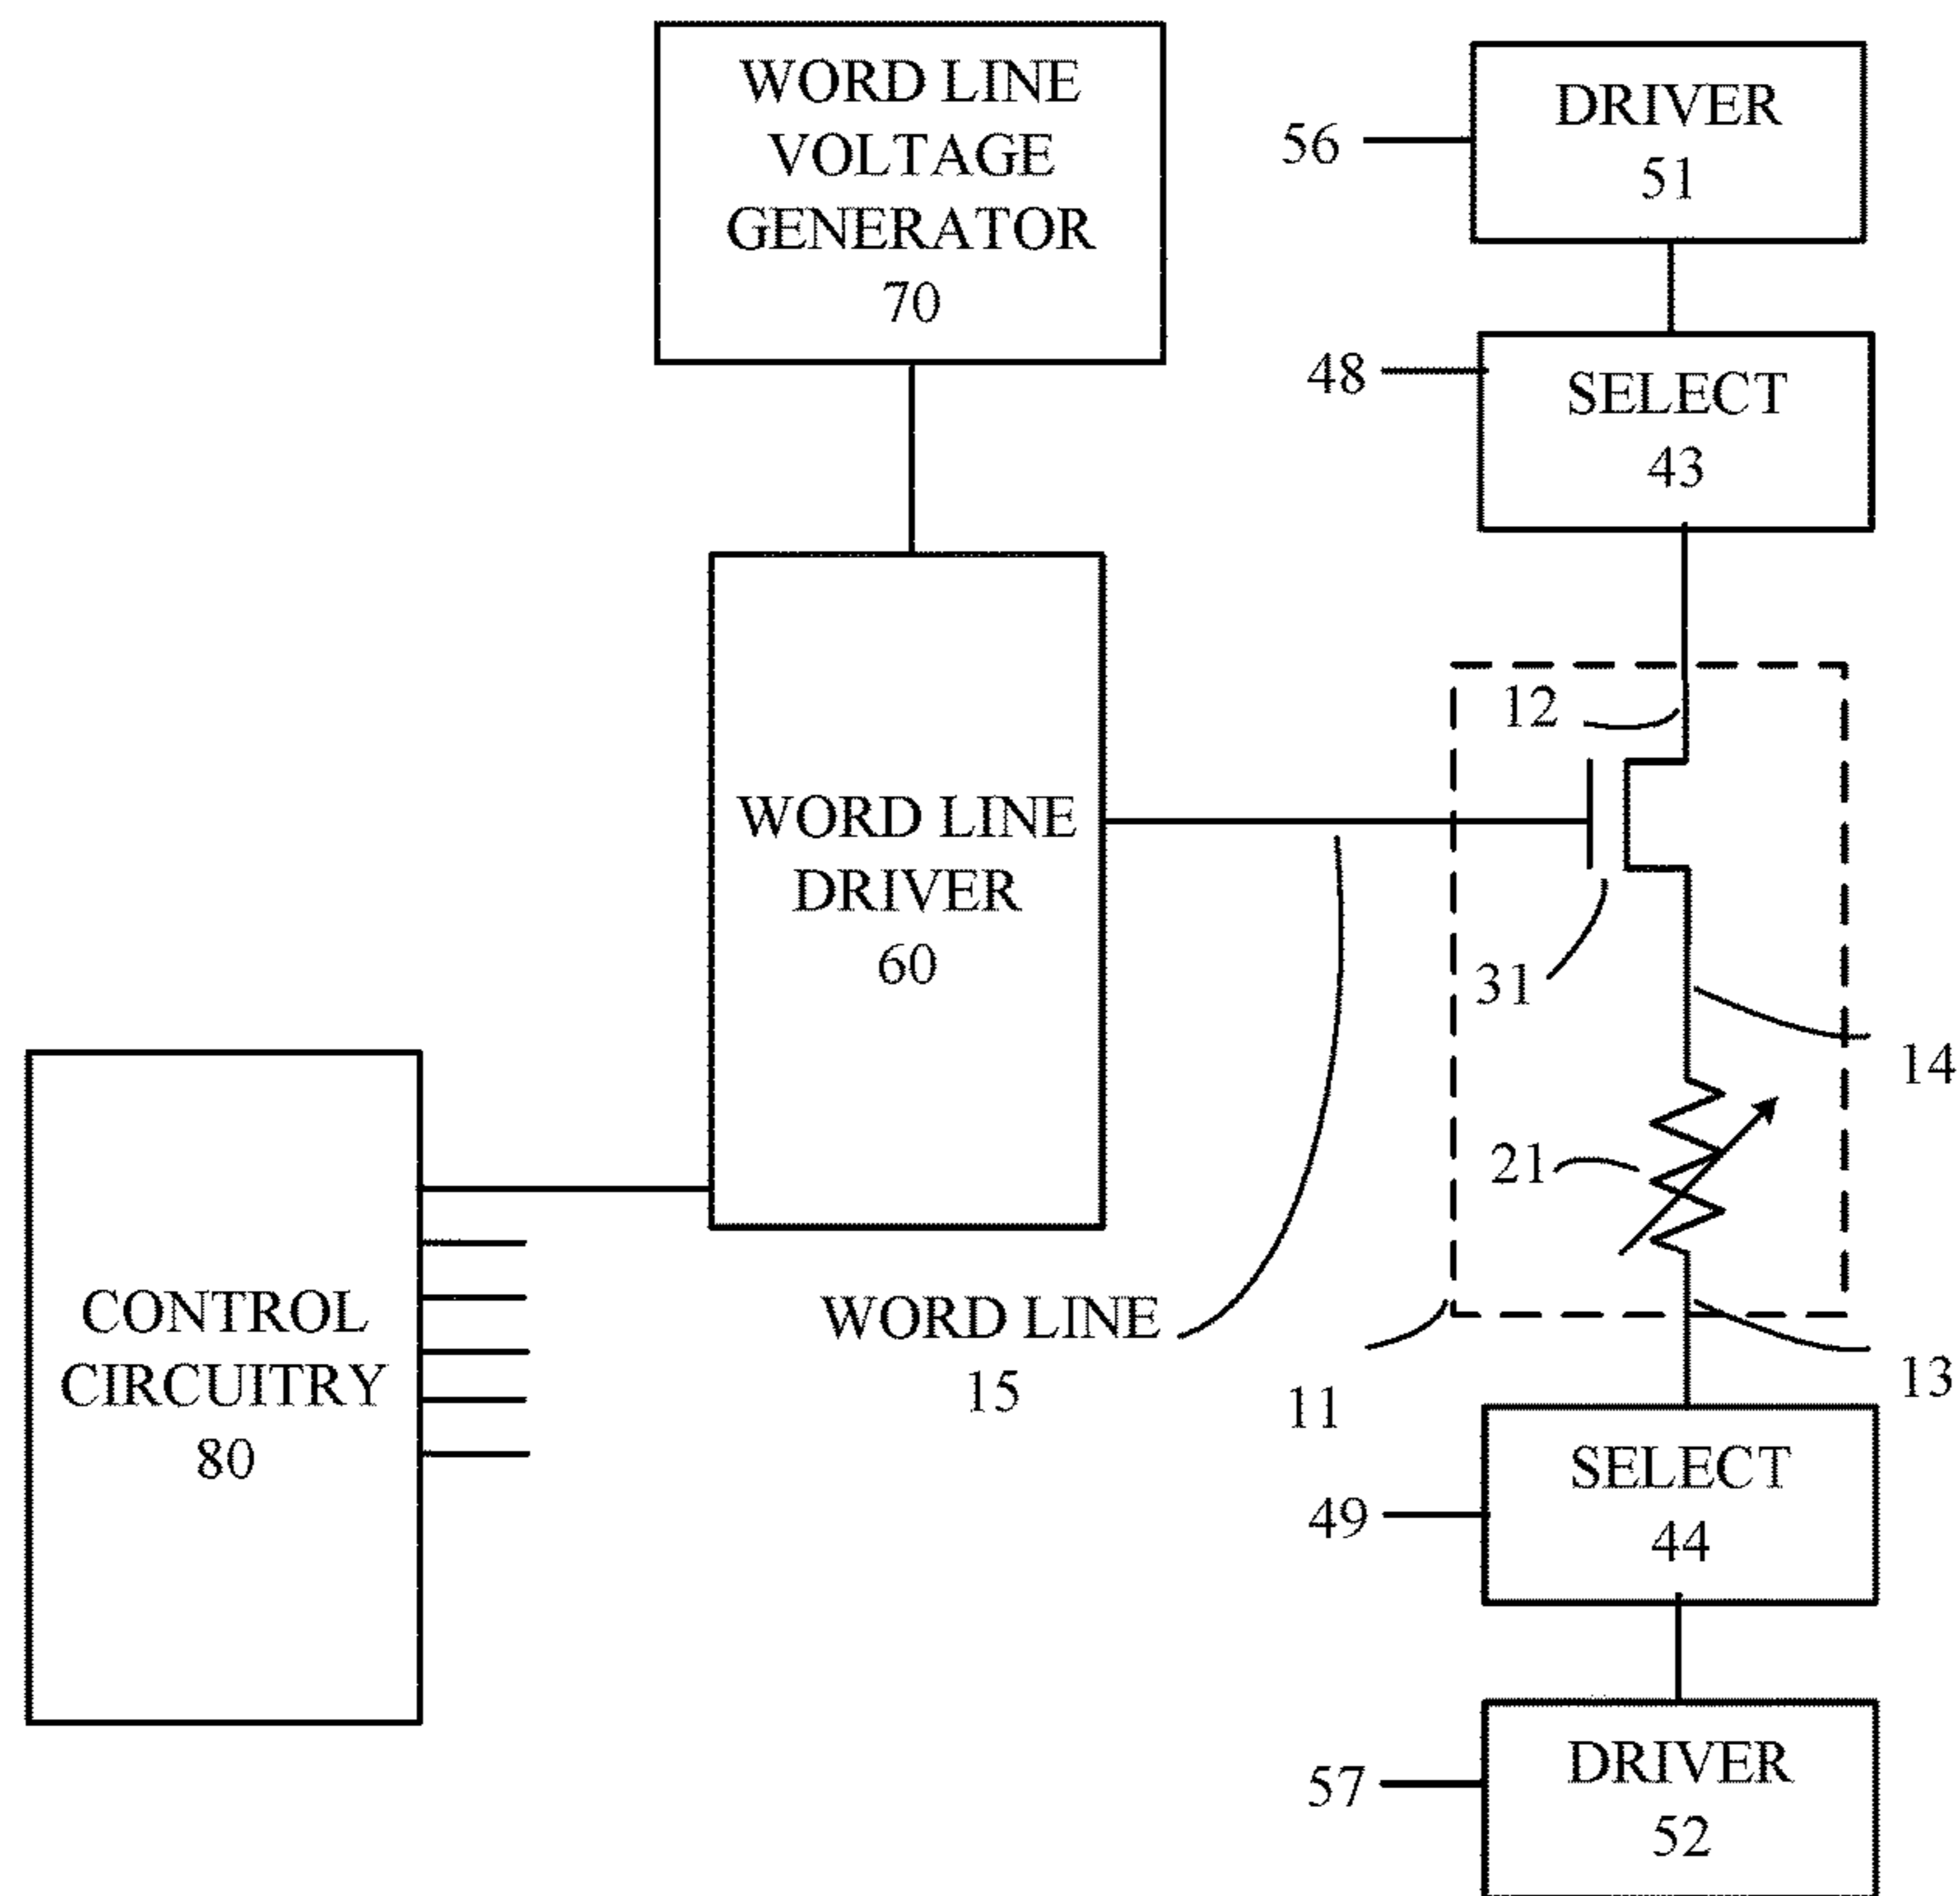 WORD LINE
VOLTAGE
GENERATOR
70
56
DRIVER
51
48
SELECT
43
12
WORD LINE
DRIVER
60
31
14
21
CONTROL
CIRCUITRY
80
WORD LINE
15
11
13
49
SELECT
44
57
DRIVER
52